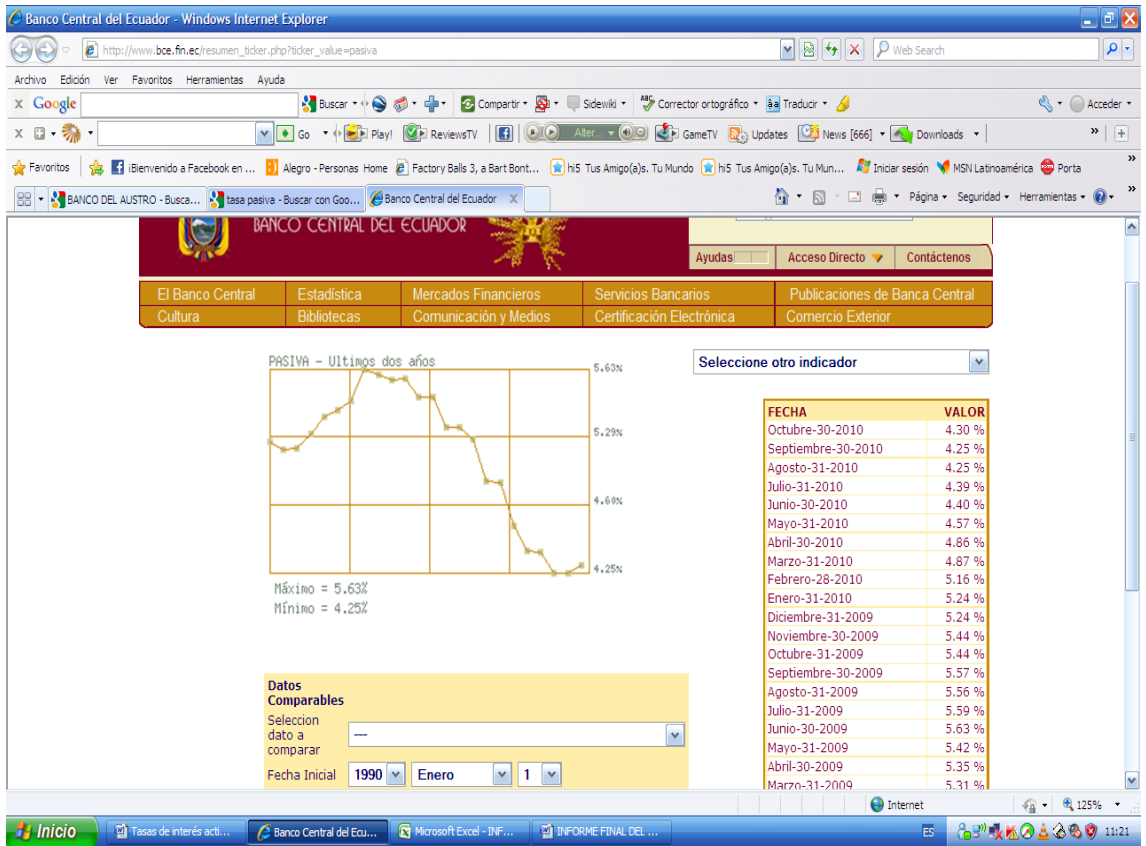 Banco Central del Ecuador - Windows Internet Explorer
http://www.bce.fin.ec/resumen_ticker.php?ticker_value=pasiva
Web Search
Archivo Edición Ver Favoritos Herramientas Ayuda
x Google Buscar Compartir Sidewiki Corrector ortográfico Traducir Acceder
x Go Play! ReviewsTV Alter... GameTV Updates News [666] Downloads »
Favoritos ¡Bienvenido a Facebook en ... Alegro - Personas Home Factory Balls 3, a Bart Bont... hi5 Tus Amigo(a)s. Tu Mundo hi5 Tus Amigo(a)s. Tu Mun... Iniciar sesión MSN Latinoamérica Porta »
BANCO DEL AUSTRO - Busca... tasa pasiva - Buscar con Goo... Banco Central del Ecuador X Página Seguridad Herramientas »
BANCO CENTRAL DEL ECUADOR
Ayudas Acceso Directo Contáctenos
El Banco Central Estadística Mercados Financieros Servicios Bancarios Publicaciones de Banca Central
Cultura Bibliotecas Comunicación y Medios Certificación Electrónica Comercio Exterior
PASIVA - Ultimos dos años
5.63%
5.29%
4.60%
4.25%
Máximo = 5.63%
Mínimo = 4.25%
Seleccione otro indicador
FECHA VALOR
Octubre-30-2010 4.30 %
Septiembre-30-2010 4.25 %
Agosto-31-2010 4.25 %
Julio-31-2010 4.39 %
Junio-30-2010 4.40 %
Mayo-31-2010 4.57 %
Abril-30-2010 4.86 %
Marzo-31-2010 4.87 %
Febrero-28-2010 5.16 %
Enero-31-2010 5.24 %
Diciembre-31-2009 5.24 %
Noviembre-30-2009 5.44 %
Octubre-31-2009 5.44 %
Septiembre-30-2009 5.57 %
Agosto-31-2009 5.56 %
Julio-31-2009 5.59 %
Junio-30-2009 5.63 %
Mayo-31-2009 5.42 %
Abril-30-2009 5.35 %
Marzo-31-2009 5.31 %
Datos
Comparables
Seleccion
dato a
comparar
---
Fecha Inicial 1990 Enero 1
Internet 125%
Inicio Tasas de interés acti... Banco Central del Ecu... Microsoft Excel - INF... INFORME FINAL DEL ... ES 11:21